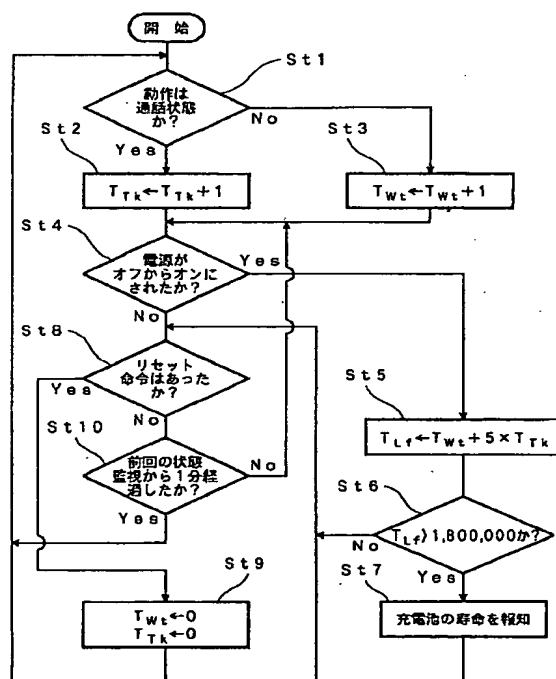 開 始
St1
動作は
通話状態
か?
No
St2
St3
Yes
T_Tk←T_Tk+1
T_Wt←T_Wt+1
St4
電源が
オフからオンに
されたか?
Yes
No
St8
リセット
命令はあった
か?
Yes
St5
No
St10
T_Lf←T_Wt+5×T_Tk
前回の状態
監視から1分経
過したか?
No
St6
Yes
T_Lf〉1,800,000か?
No
St9
Yes
St7
T_Wt←0
T_Tk←0
充電池の寿命を報知